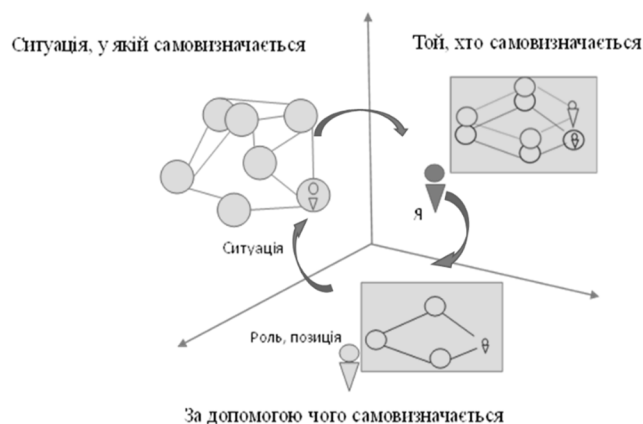 Ситуація, у якій самовизначається
Той, хто самовизначається
Я
Ситуація
Роль, позиція
За допомогою чого самовизначається